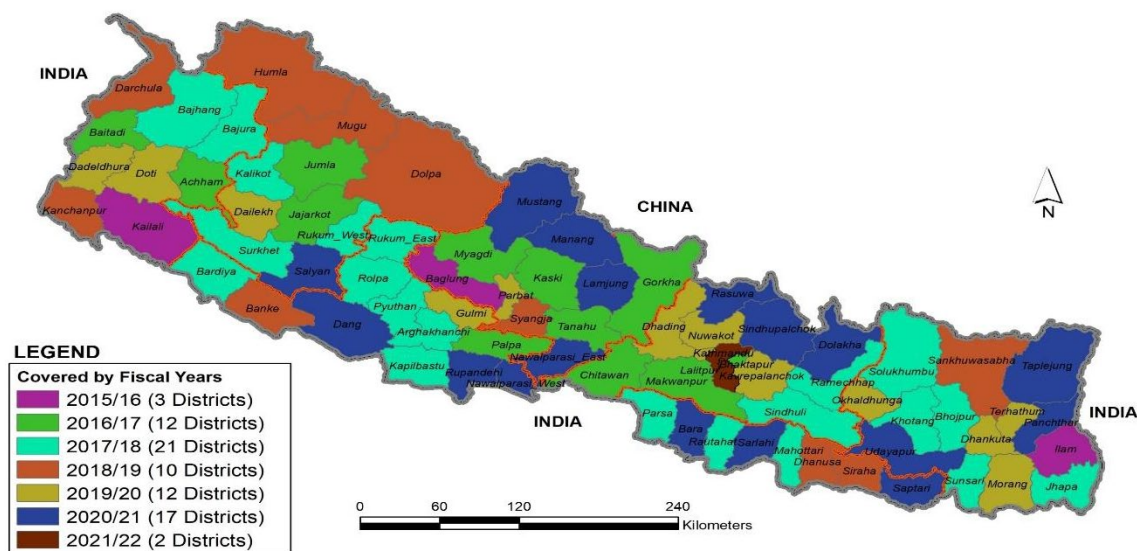 INDIA
Darchula
Humla
Bajhang
Bajura
Mugu
Baitadi
Dadeldhura
Doti
Achham
Kalikot
Jumla
Dolpa
Kanchanpur
Kailali
Dailekh
Jajarkot
Mustang
CHINA
N
Manang
Surkhet
Rukum_West
Rukum_East
Myagdi
Bardiya
Salyan
Rolpa
Baglung
Kaski
Lamjung
Gorkha
Banke
Parbat
Rasuwa
Dang
Pyuthan
Gulmi
Syangja
Tanahu
Dhading
Nuwakot
Sindhupalchok
Dolakha
Arghakhanchi
Palpa
Kathmandu
Bhaktapur
Sankhuwasabha
Taplejung
Kapilbastu
Nawalparasi_East
Chitawan
Lalitpur
Kavrepalanchok
Ramechhap
Solukhumbu
Rupandehi
Nawalparasi_West
Makwanpur
Okhaldhunga
INDIA
Parsa
Sindhuli
Khotang
Bhojpur
Terhathum
Panchthar
INDIA
Bara
Rautahat
Sarlahi
Mahottari
Dhanusa
Siraha
Udayapur
Dhankuta
Ilam
Saptari
Sunsari
Morang
Jhapa
LEGEND
Covered by Fiscal Years
2015/16 (3 Districts)
2016/17 (12 Districts)
2017/18 (21 Districts)
2018/19 (10 Districts)
2019/20 (12 Districts)
2020/21 (17 Districts)
2021/22 (2 Districts)
0 60 120 240
Kilometers